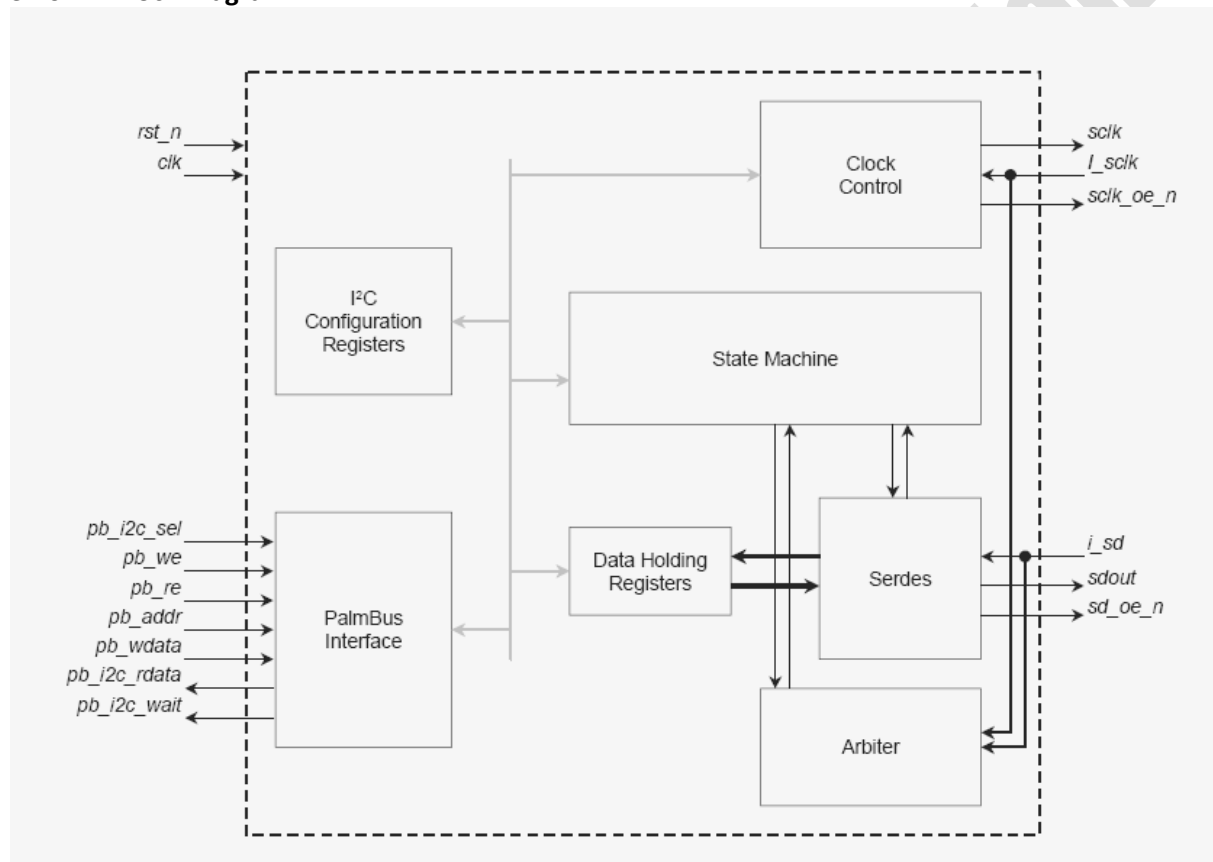 rst_n
clk
sclk
I_sclk
sclk_oe_n
Clock
Control
I²C
Configuration
Registers
State Machine
pb_i2c_sel
pb_we
pb_re
pb_addr
pb_wdata
pb_i2c_rdata
pb_i2c_wait
PalmBus
Interface
Data Holding
Registers
Serdes
i_sd
sdout
sd_oe_n
Arbiter